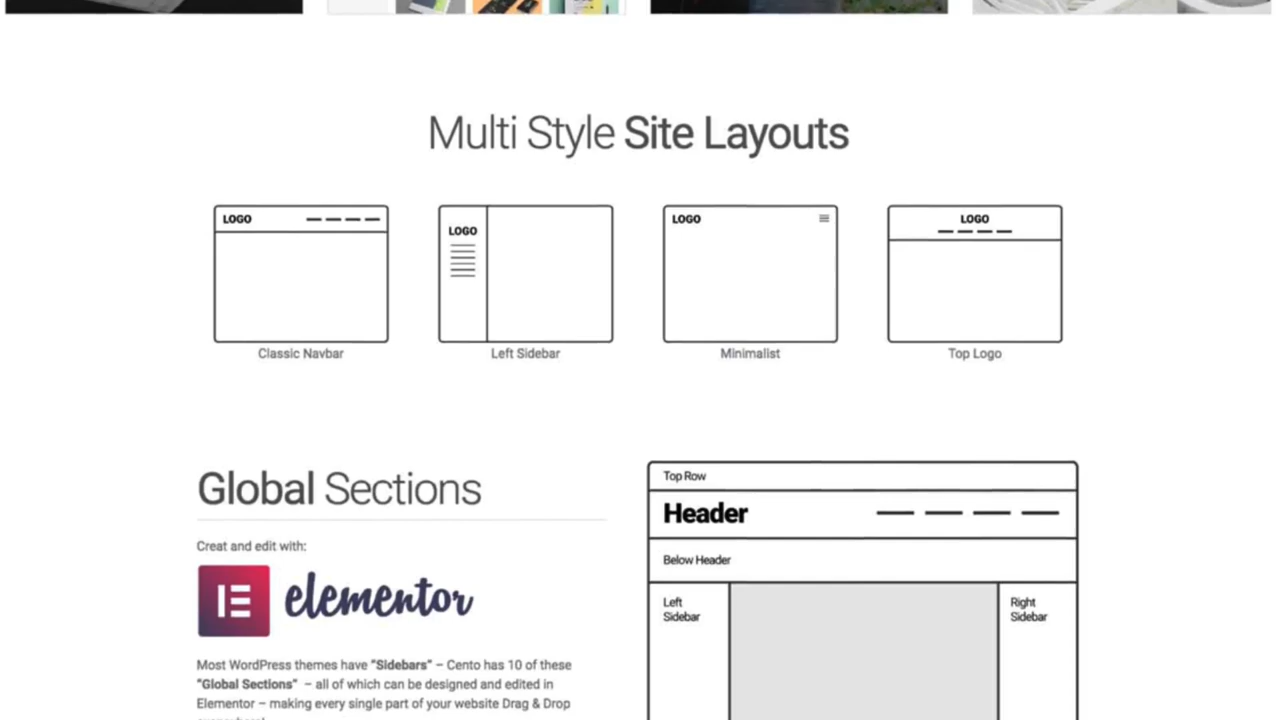 Multi Style Site Layouts
LOGO
LOGO
LOGO
LOGO
Classic Navbar
Left Sidebar
Minimalist
Top Logo
Global Sections
Creat and edit with:
elementor
Most WordPress themes have “Sidebars” – Cento has 10 of these
“Global Sections” – all of which can be designed and edited in
Elementor – making every single part of your website Drag & Drop
Top Row
Header
Below Header
Left
Sidebar
Right
Sidebar